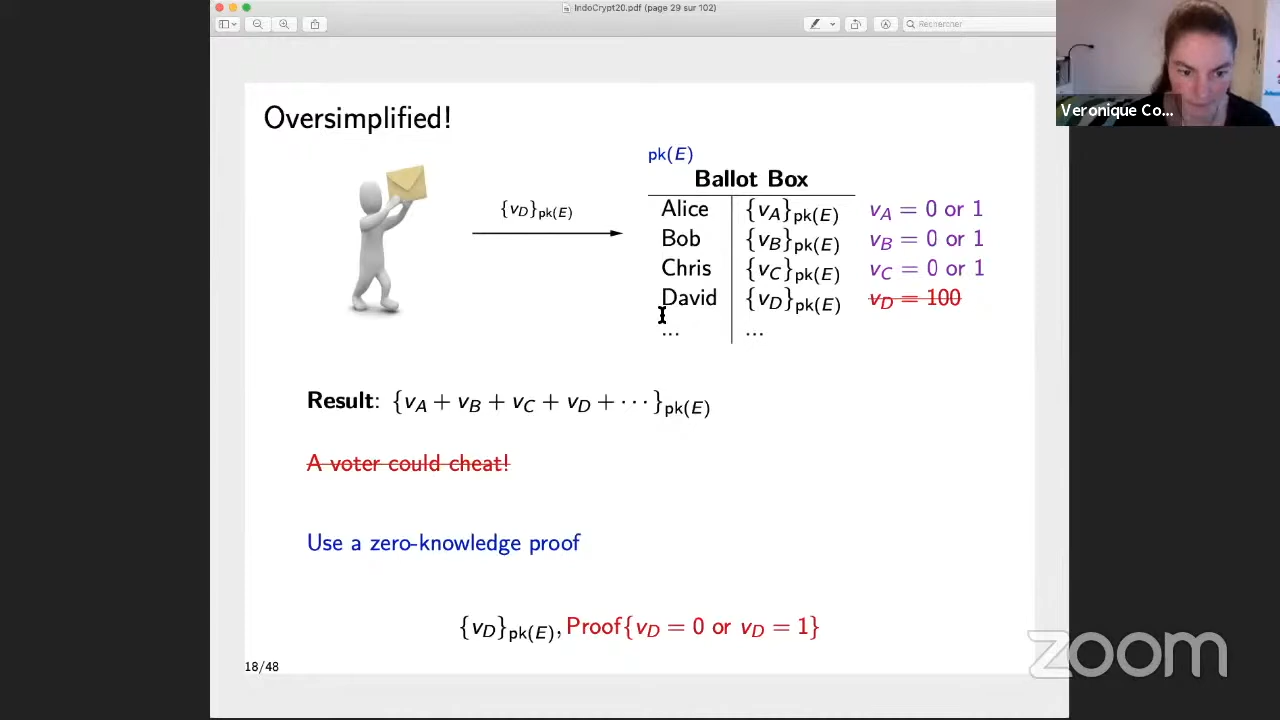 IndoCrypt20.pdf (page 29 sur 102)
Rechercher
Veronique Co...
Oversimplified!
pk(E)
Ballot Box
{v_D}_pk(E)
Alice {v_A}_pk(E) v_A = 0 or 1
Bob {v_B}_pk(E) v_B = 0 or 1
Chris {v_C}_pk(E) v_C = 0 or 1
David {v_D}_pk(E) v_D = 100
... ...
Result: {v_A + v_B + v_C + v_D + ···}_pk(E)
A voter could cheat!
Use a zero-knowledge proof
{v_D}_pk(E), Proof{v_D = 0 or v_D = 1}
18/48
zoom